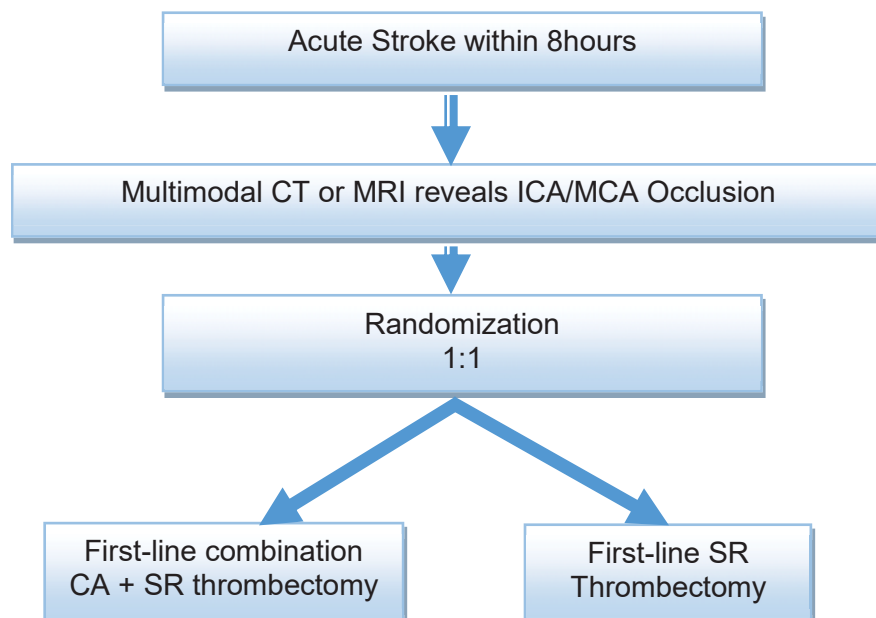 Acute Stroke within 8hours
Multimodal CT or MRI reveals ICA/MCA Occlusion
Randomization
1:1
First-line combination
CA + SR thrombectomy
First-line SR
Thrombectomy